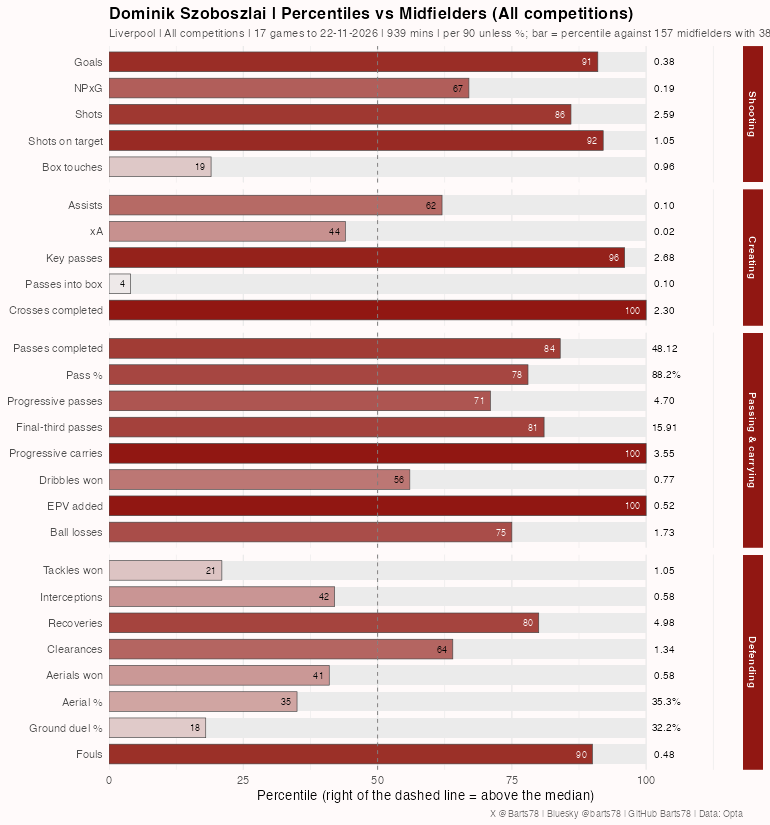 Dominik Szoboszlai | Percentiles vs Midfielders (All competitions)
Liverpool | All competitions | 17 games to 22-11-2026 | 939 mins | per 90 unless %; bar = percentile against 157 midfielders with 38
Shooting
Goals 91 0.38
NPxG 67 0.19
Shots 86 2.59
Shots on target 92 1.05
Box touches 19 0.96
Creating
Assists 62 0.10
xA 44 0.02
Key passes 96 2.68
Passes into box 4 0.10
Crosses completed 100 2.30
Passing & carrying
Passes completed 84 48.12
Pass % 78 88.2%
Progressive passes 71 4.70
Final-third passes 81 15.91
Progressive carries 100 3.55
Dribbles won 56 0.77
EPV added 100 0.52
Ball losses 75 1.73
Defending
Tackles won 21 1.05
Interceptions 42 0.58
Recoveries 80 4.98
Clearances 64 1.34
Aerials won 41 0.58
Aerial % 35 35.3%
Ground duel % 18 32.2%
Fouls 90 0.48
0 25 50 75 100
Percentile (right of the dashed line = above the median)
X @Barts78 | Bluesky @barts78 | GitHub Barts78 | Data: Opta